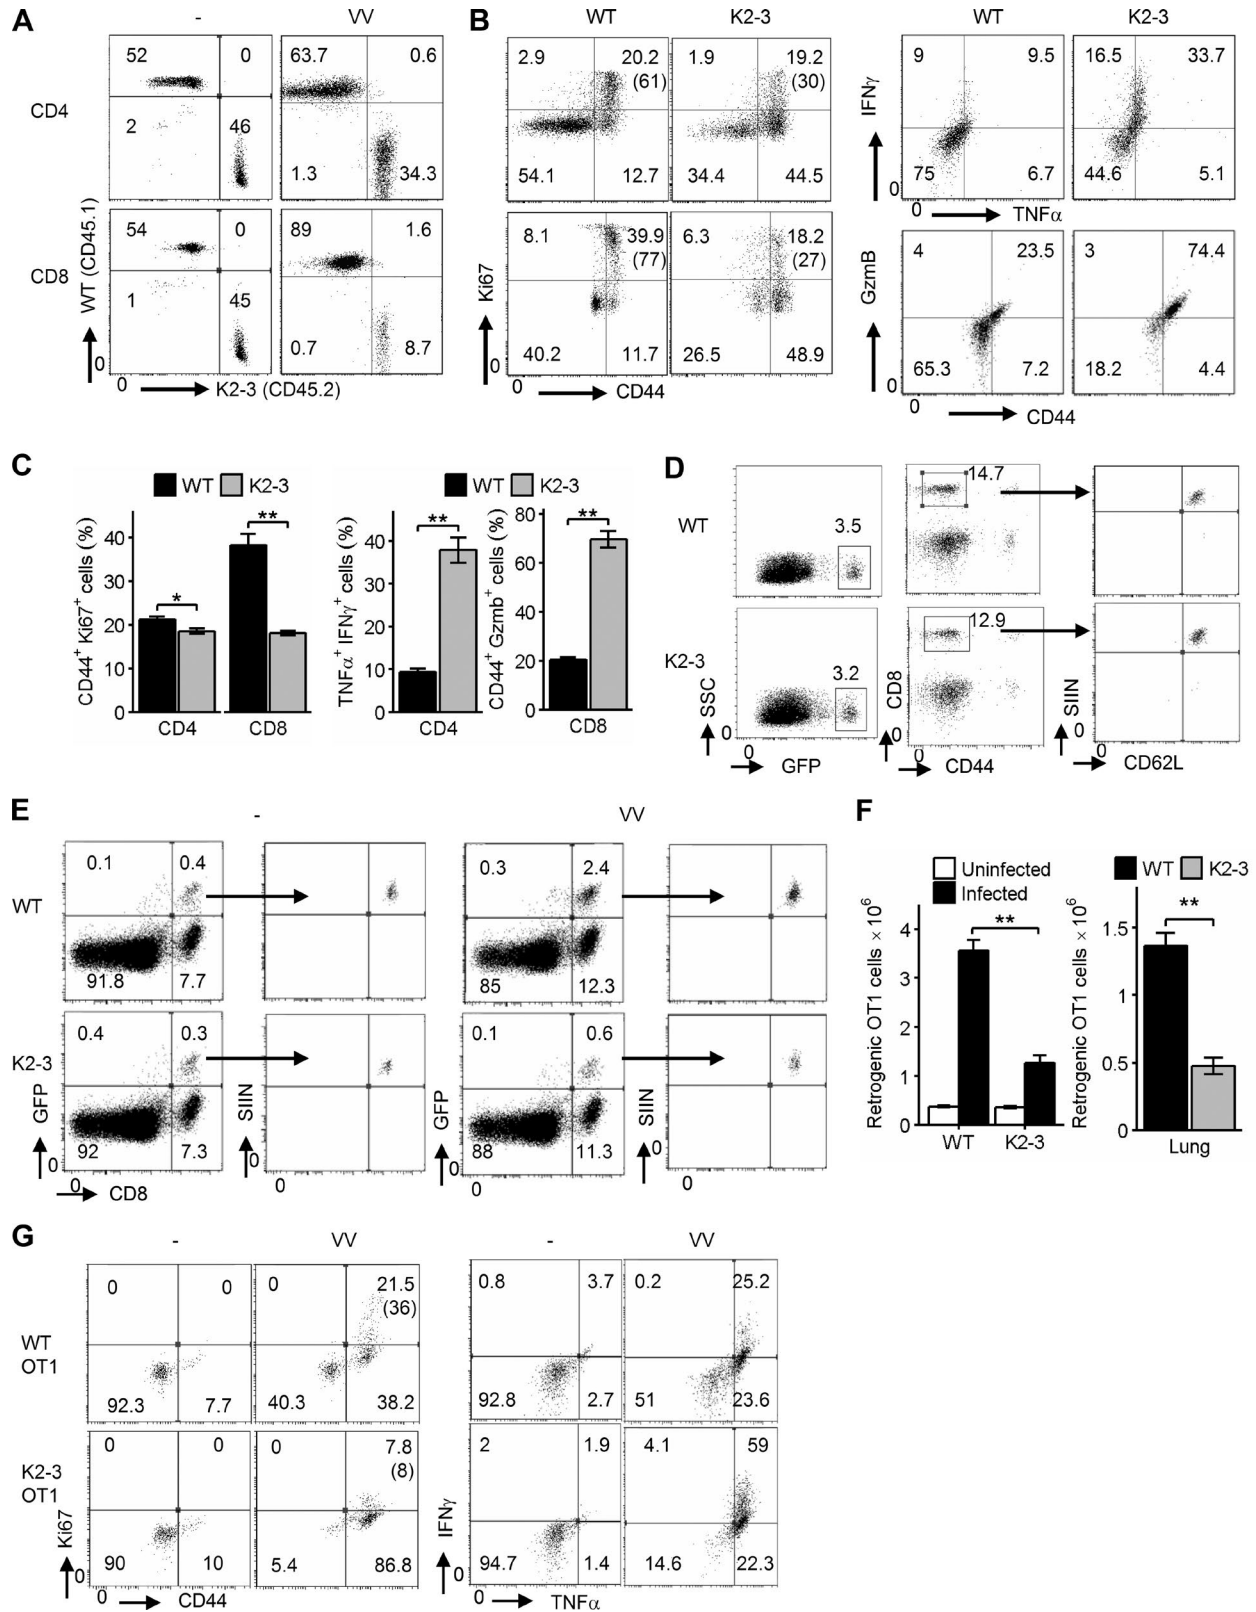 A
-
VV
CD4
52
0
2
46
63.7
0.6
1.3
34.3
CD8
54
0
1
45
89
1.6
0.7
8.7
WT (CD45.1)
0
0
K2-3 (CD45.2)
B
WT
K2-3
2.9
20.2
(61)
54.1
12.7
1.9
19.2
(30)
34.4
44.5
8.1
39.9
(77)
40.2
11.7
6.3
18.2
(27)
26.5
48.9
Ki67
0
0
CD44
WT
K2-3
9
9.5
75
6.7
16.5
33.7
44.6
5.1
IFNγ
0
0
TNFα
4
23.5
65.3
7.2
3
74.4
18.2
4.4
GzmB
0
0
CD44
C
WT
K2-3
CD44+ Ki67+ cells (%)
40
30
20
10
0
*
**
CD4
CD8
WT
K2-3
TNFα+ IFNγ+ cells (%)
40
30
20
10
0
**
CD4
CD44+ Gzmb+ cells (%)
80
60
40
20
0
**
CD8
D
WT
3.5
14.7
K2-3
3.2
12.9
SSC
0
0
GFP
CD8
0
0
CD44
SIIN
0
0
CD62L
E
-
VV
WT
0.1
0.4
91.8
7.7
0.3
2.4
85
12.3
K2-3
0.4
0.3
92
7.3
0.1
0.6
88
11.3
GFP
0
0
CD8
SIIN
0
0
GFP
0
0
SIIN
0
0
F
Uninfected
Infected
Retrogenic OT1 cells × 10⁶
4
3
2
1
0
**
WT
K2-3
WT
K2-3
Retrogenic OT1 cells × 10⁶
1.5
1
0.5
0
**
Lung
G
-
VV
-
VV
WT
OT1
0
0
92.3
7.7
0
21.5
(36)
40.3
38.2
0.8
3.7
92.8
2.7
0.2
25.2
51
23.6
K2-3
OT1
0
0
90
10
0
7.8
(8)
5.4
86.8
2
1.9
94.7
1.4
4.1
59
14.6
22.3
Ki67
0
0
CD44
IFNγ
0
0
TNFα